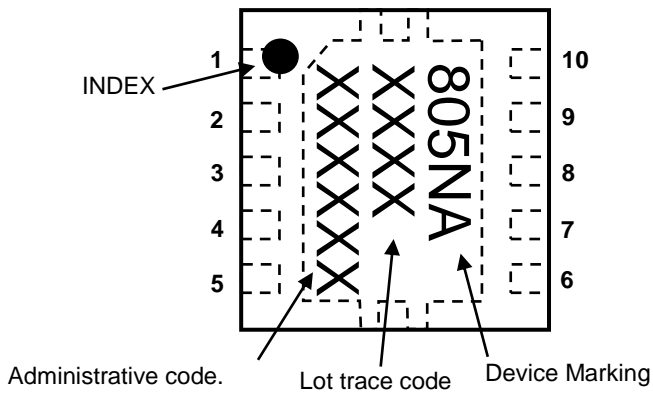 1
2
3
4
5
10
9
8
7
6
INDEX
805NA
XXXX
XXXXXX
Administrative code.
Lot trace code
Device Marking